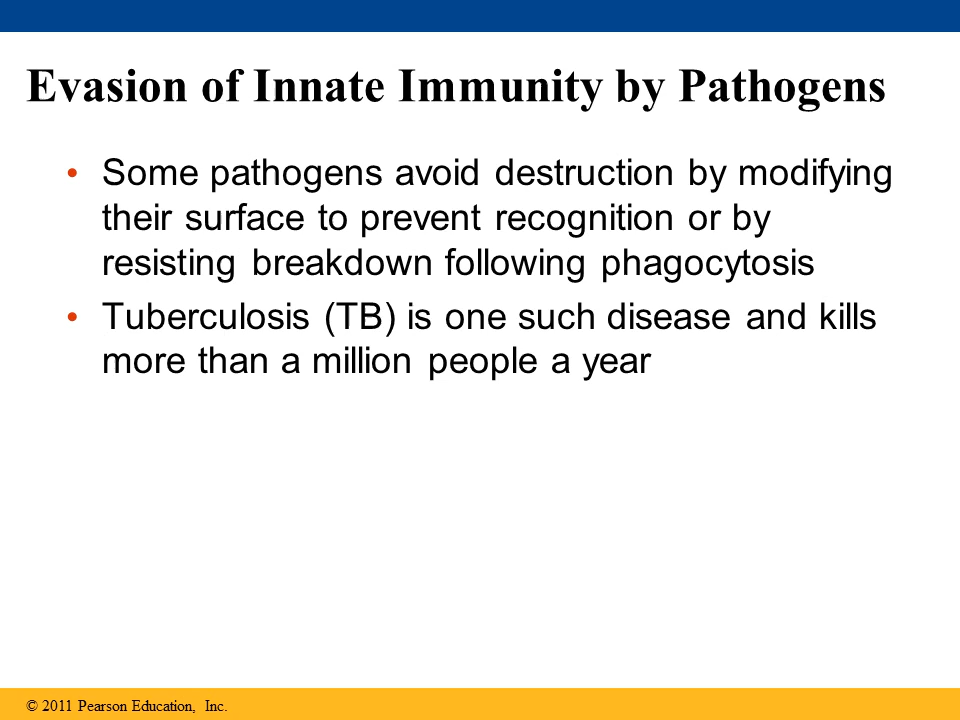 Evasion of Innate Immunity by Pathogens
• Some pathogens avoid destruction by modifying
their surface to prevent recognition or by
resisting breakdown following phagocytosis
• Tuberculosis (TB) is one such disease and kills
more than a million people a year
© 2011 Pearson Education, Inc.